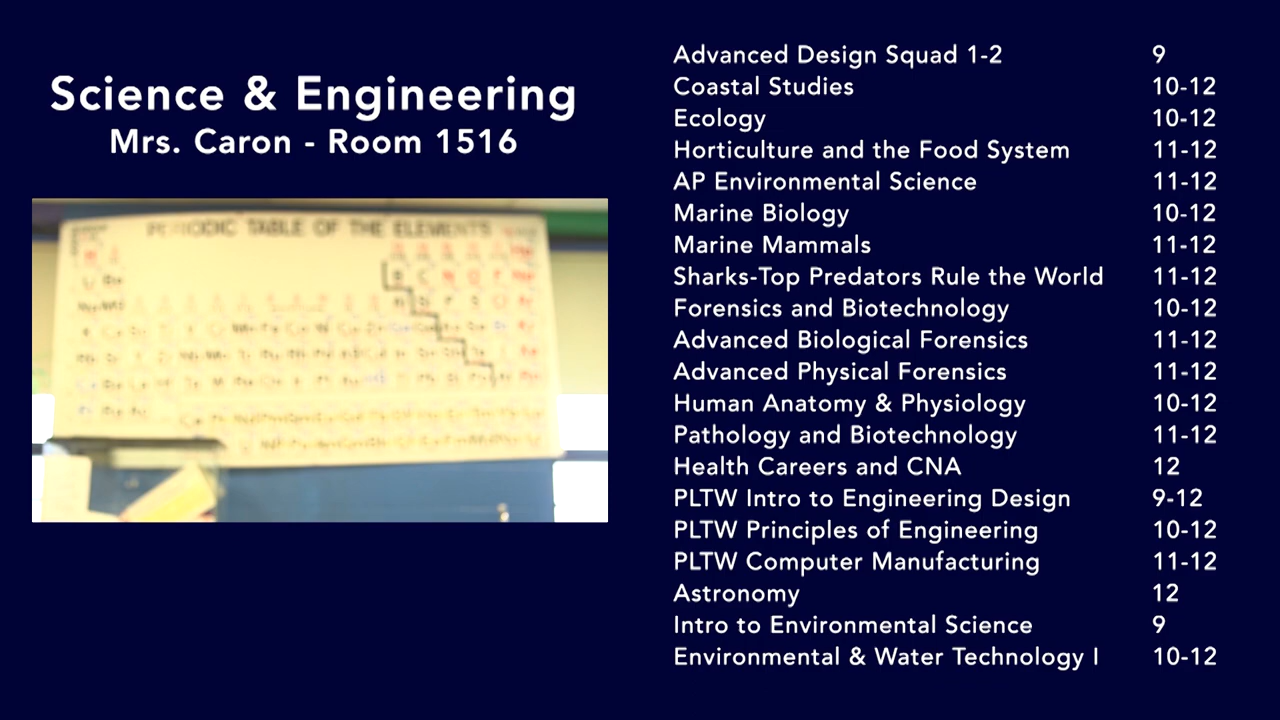 Science & Engineering
Mrs. Caron - Room 1516
PERIODIC TABLE OF THE ELEMENTS
Advanced Design Squad 1-2 9
Coastal Studies 10-12
Ecology 10-12
Horticulture and the Food System 11-12
AP Environmental Science 11-12
Marine Biology 10-12
Marine Mammals 11-12
Sharks-Top Predators Rule the World 11-12
Forensics and Biotechnology 10-12
Advanced Biological Forensics 11-12
Advanced Physical Forensics 11-12
Human Anatomy & Physiology 10-12
Pathology and Biotechnology 11-12
Health Careers and CNA 12
PLTW Intro to Engineering Design 9-12
PLTW Principles of Engineering 10-12
PLTW Computer Manufacturing 11-12
Astronomy 12
Intro to Environmental Science 9
Environmental & Water Technology I 10-12